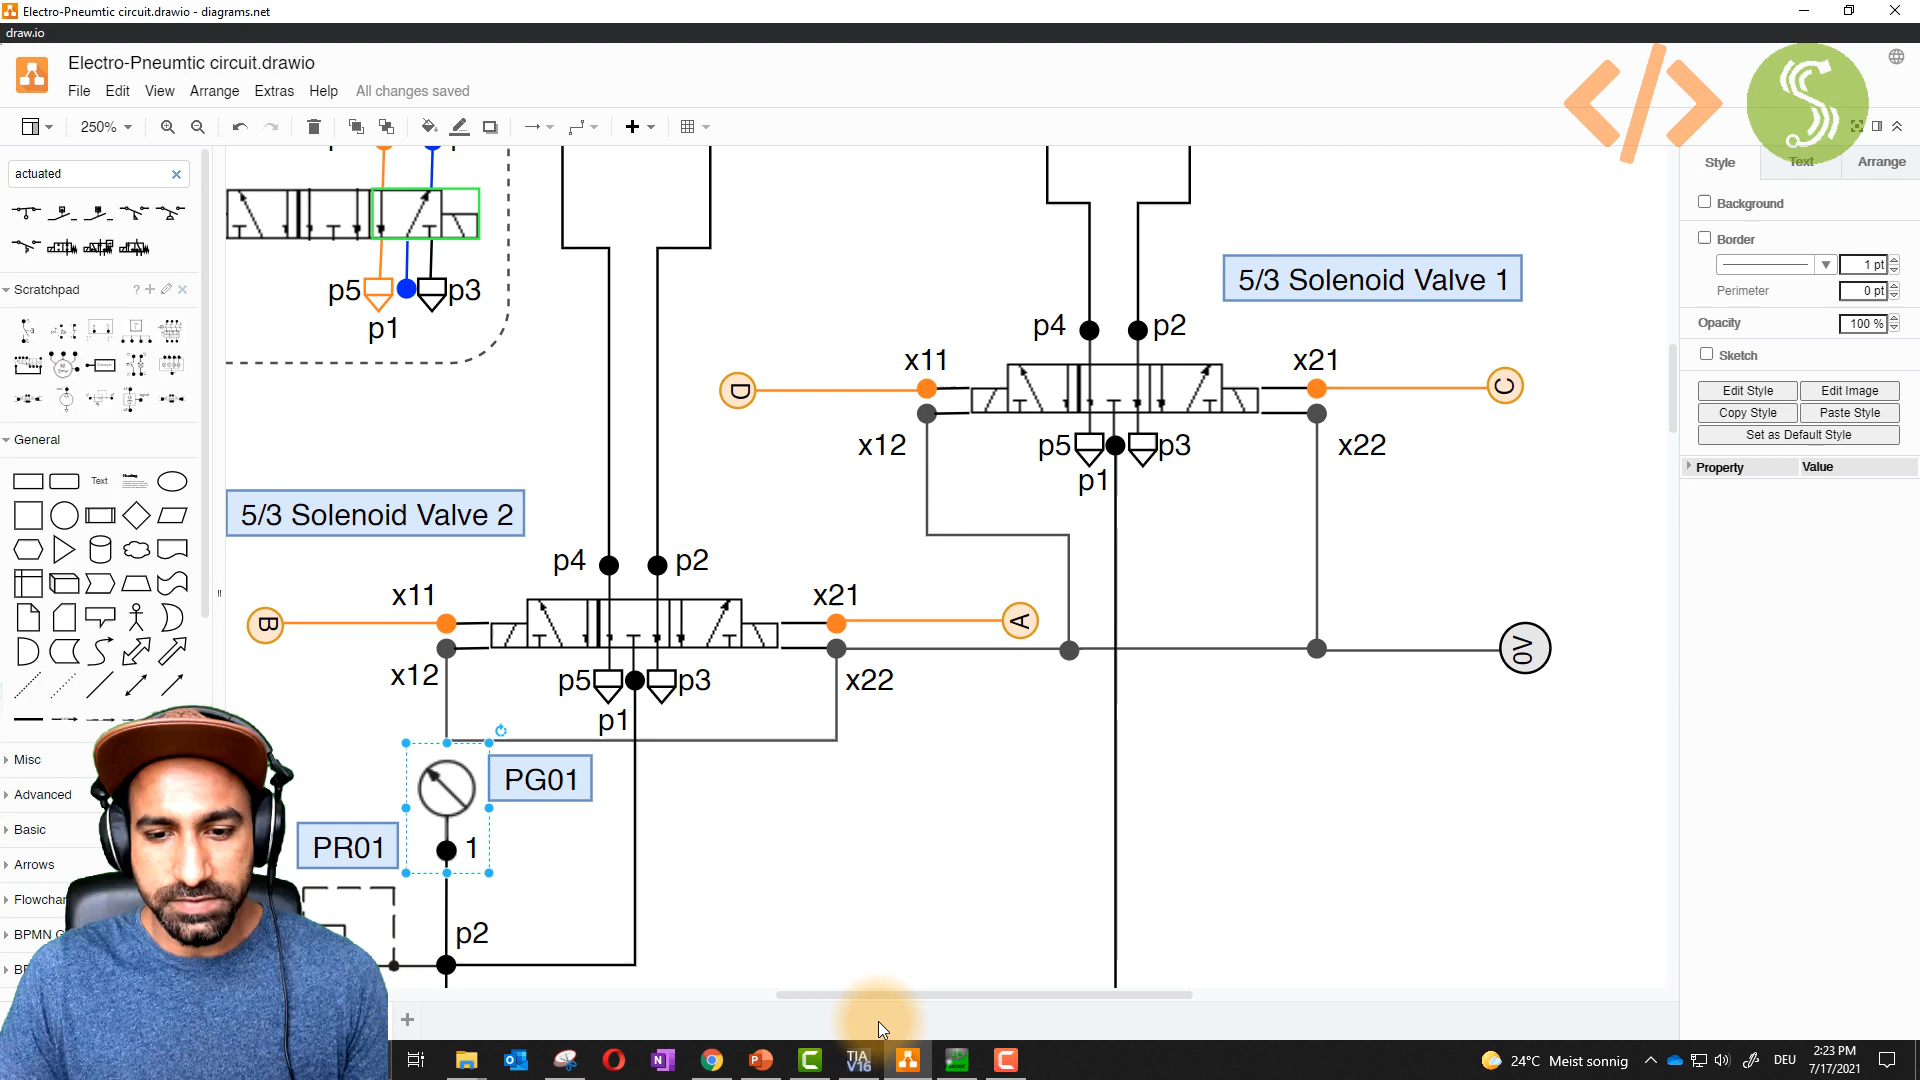 Electro-Pneumtic circuit.drawio - diagrams.net
draw.io
Electro-Pneumtic circuit.drawio
File Edit View Arrange Extras Help All changes saved
250%
Style Text Arrange
actuated
Background
Border
1 pt
Perimeter 0 pt
Opacity 100 %
Sketch
Edit Style Edit Image
Copy Style Paste Style
Set as Default Style
Property Value
Scratchpad ?
General
Text
Misc
Advanced
Basic
Arrows
p5 p3
p1
5/3 Solenoid Valve 1
p4 p2
x11 x21
D C
x12 x22
p5 p3
p1
5/3 Solenoid Valve 2
p4 p2
x11 x21
B A
x12 x22
p5 p3
p1
0V
PG01
PR01
1
p2
TIA
V16
24°C Meist sonnig
DEU
2:23 PM
7/17/2021